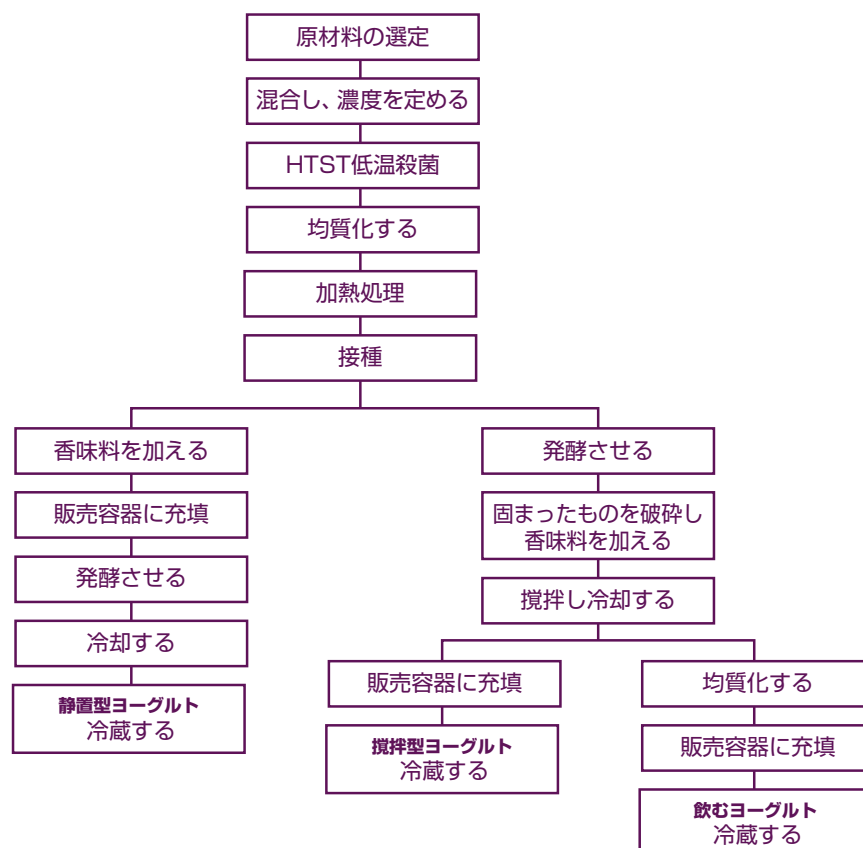 原材料の選定
混合し、濃度を定める
HTST低温殺菌
均質化する
加熱処理
接種
香味料を加える
販売容器に充填
発酵させる
冷却する
静置型ヨーグルト
冷蔵する
発酵させる
固まったものを破砕し
香味料を加える
撹拌し冷却する
販売容器に充填
撹拌型ヨーグルト
冷蔵する
均質化する
販売容器に充填
飲むヨーグルト
冷蔵する